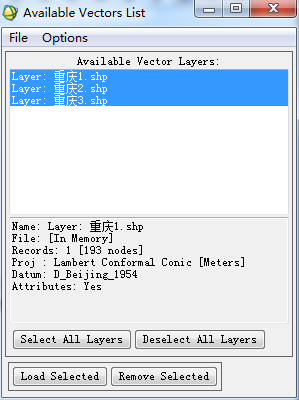 Available Vectors List
File Options
Available Vector Layers:
Layer: 重庆1.shp
Layer: 重庆2.shp
Layer: 重庆3.shp
Name: Layer: 重庆1.shp
File: [In Memory]
Records: 1 [193 nodes]
Proj : Lambert Conformal Conic [Meters]
Datum: D_Beijing_1954
Attributes: Yes
Select All Layers Deselect All Layers
Load Selected Remove Selected